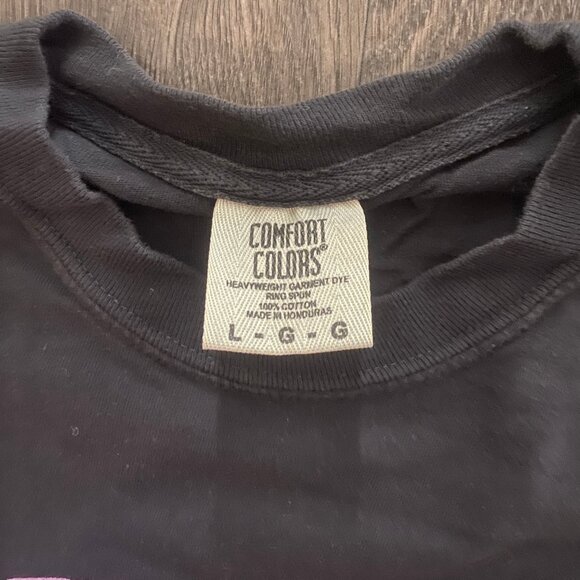 COMFORT
COLORS®
HEAVYWEIGHT GARMENT DYE
RING SPUN
100% COTTON
MADE IN HONDURAS
L - G - G